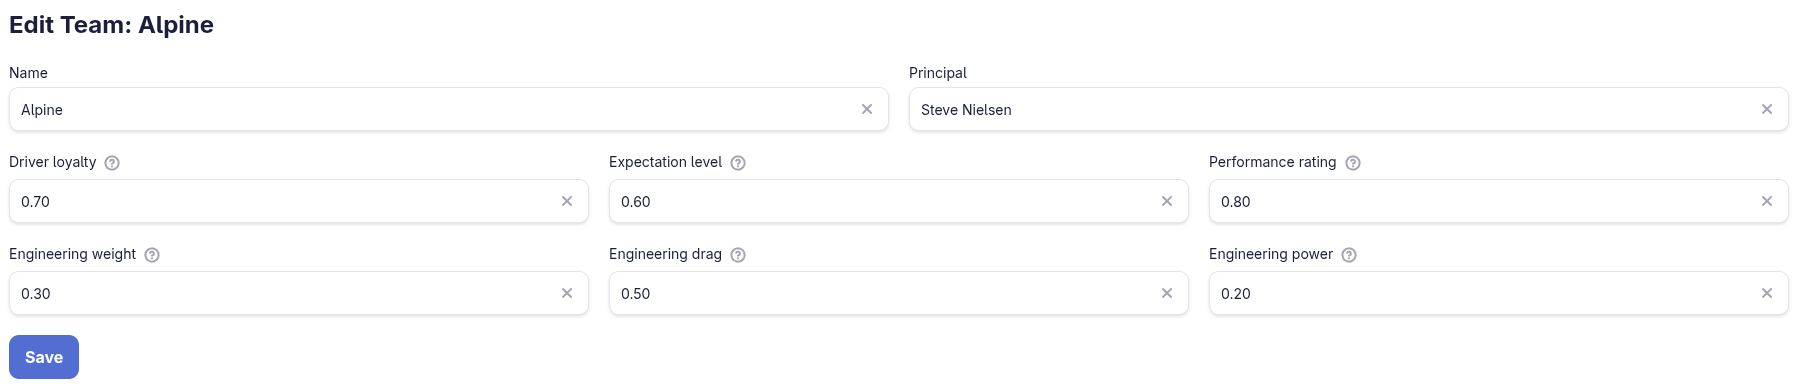 Edit Team: Alpine
Name
Principal
Alpine
Steve Nielsen
Driver loyalty
Expectation level
Performance rating
0.70
0.60
0.80
Engineering weight
Engineering drag
Engineering power
0.30
0.50
0.20
Save